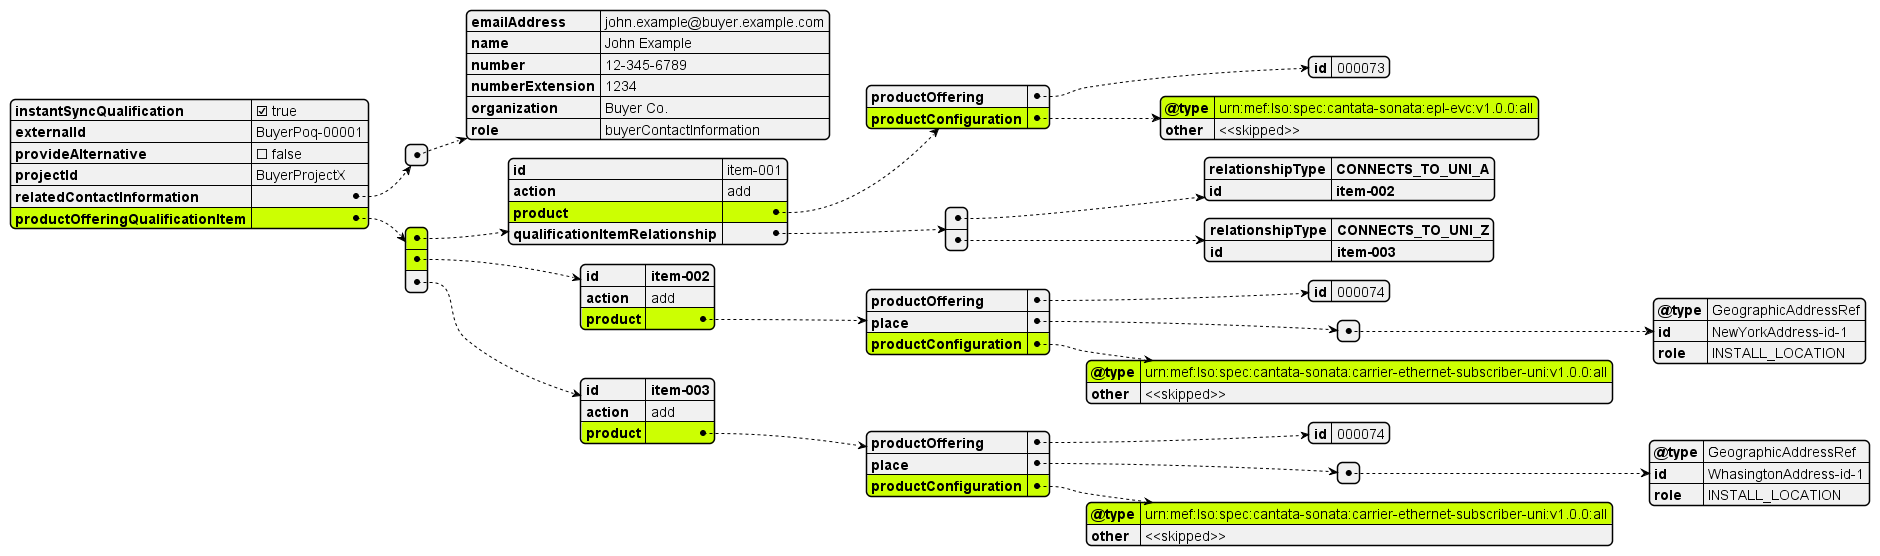 instantSyncQualification ☑ true
externalId BuyerPoq-00001
provideAlternative ☐ false
projectId BuyerProjectX
relatedContactInformation
productOfferingQualificationItem
emailAddress john.example@buyer.example.com
name John Example
number 12-345-6789
numberExtension 1234
organization Buyer Co.
role buyerContactInformation
id item-001
action add
product
qualificationItemRelationship
productOffering
productConfiguration
id 000073
@type urn:mef:lso:spec:cantata-sonata:epl-evc:v1.0.0:all
other <<skipped>>
relationshipType CONNECTS_TO_UNI_A
id item-002
relationshipType CONNECTS_TO_UNI_Z
id item-003
id item-002
action add
product
productOffering
place
productConfiguration
id 000074
@type GeographicAddressRef
id NewYorkAddress-id-1
role INSTALL_LOCATION
@type urn:mef:lso:spec:cantata-sonata:carrier-ethernet-subscriber-uni:v1.0.0:all
other <<skipped>>
id item-003
action add
product
productOffering
place
productConfiguration
id 000074
@type GeographicAddressRef
id WhasingtonAddress-id-1
role INSTALL_LOCATION
@type urn:mef:lso:spec:cantata-sonata:carrier-ethernet-subscriber-uni:v1.0.0:all
other <<skipped>>